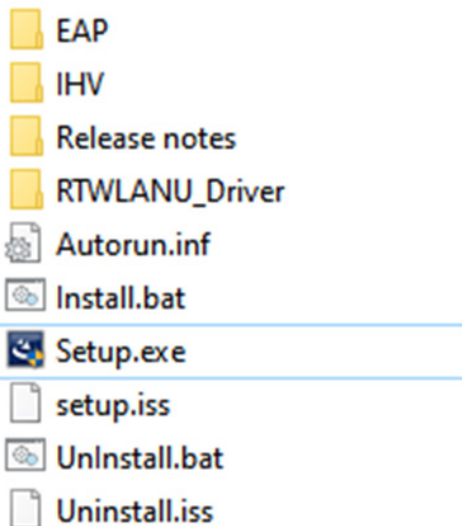 EAP
IHV
Release notes
RTWLANU_Driver
Autorun.inf
Install.bat
Setup.exe
setup.iss
UnInstall.bat
Uninstall.iss